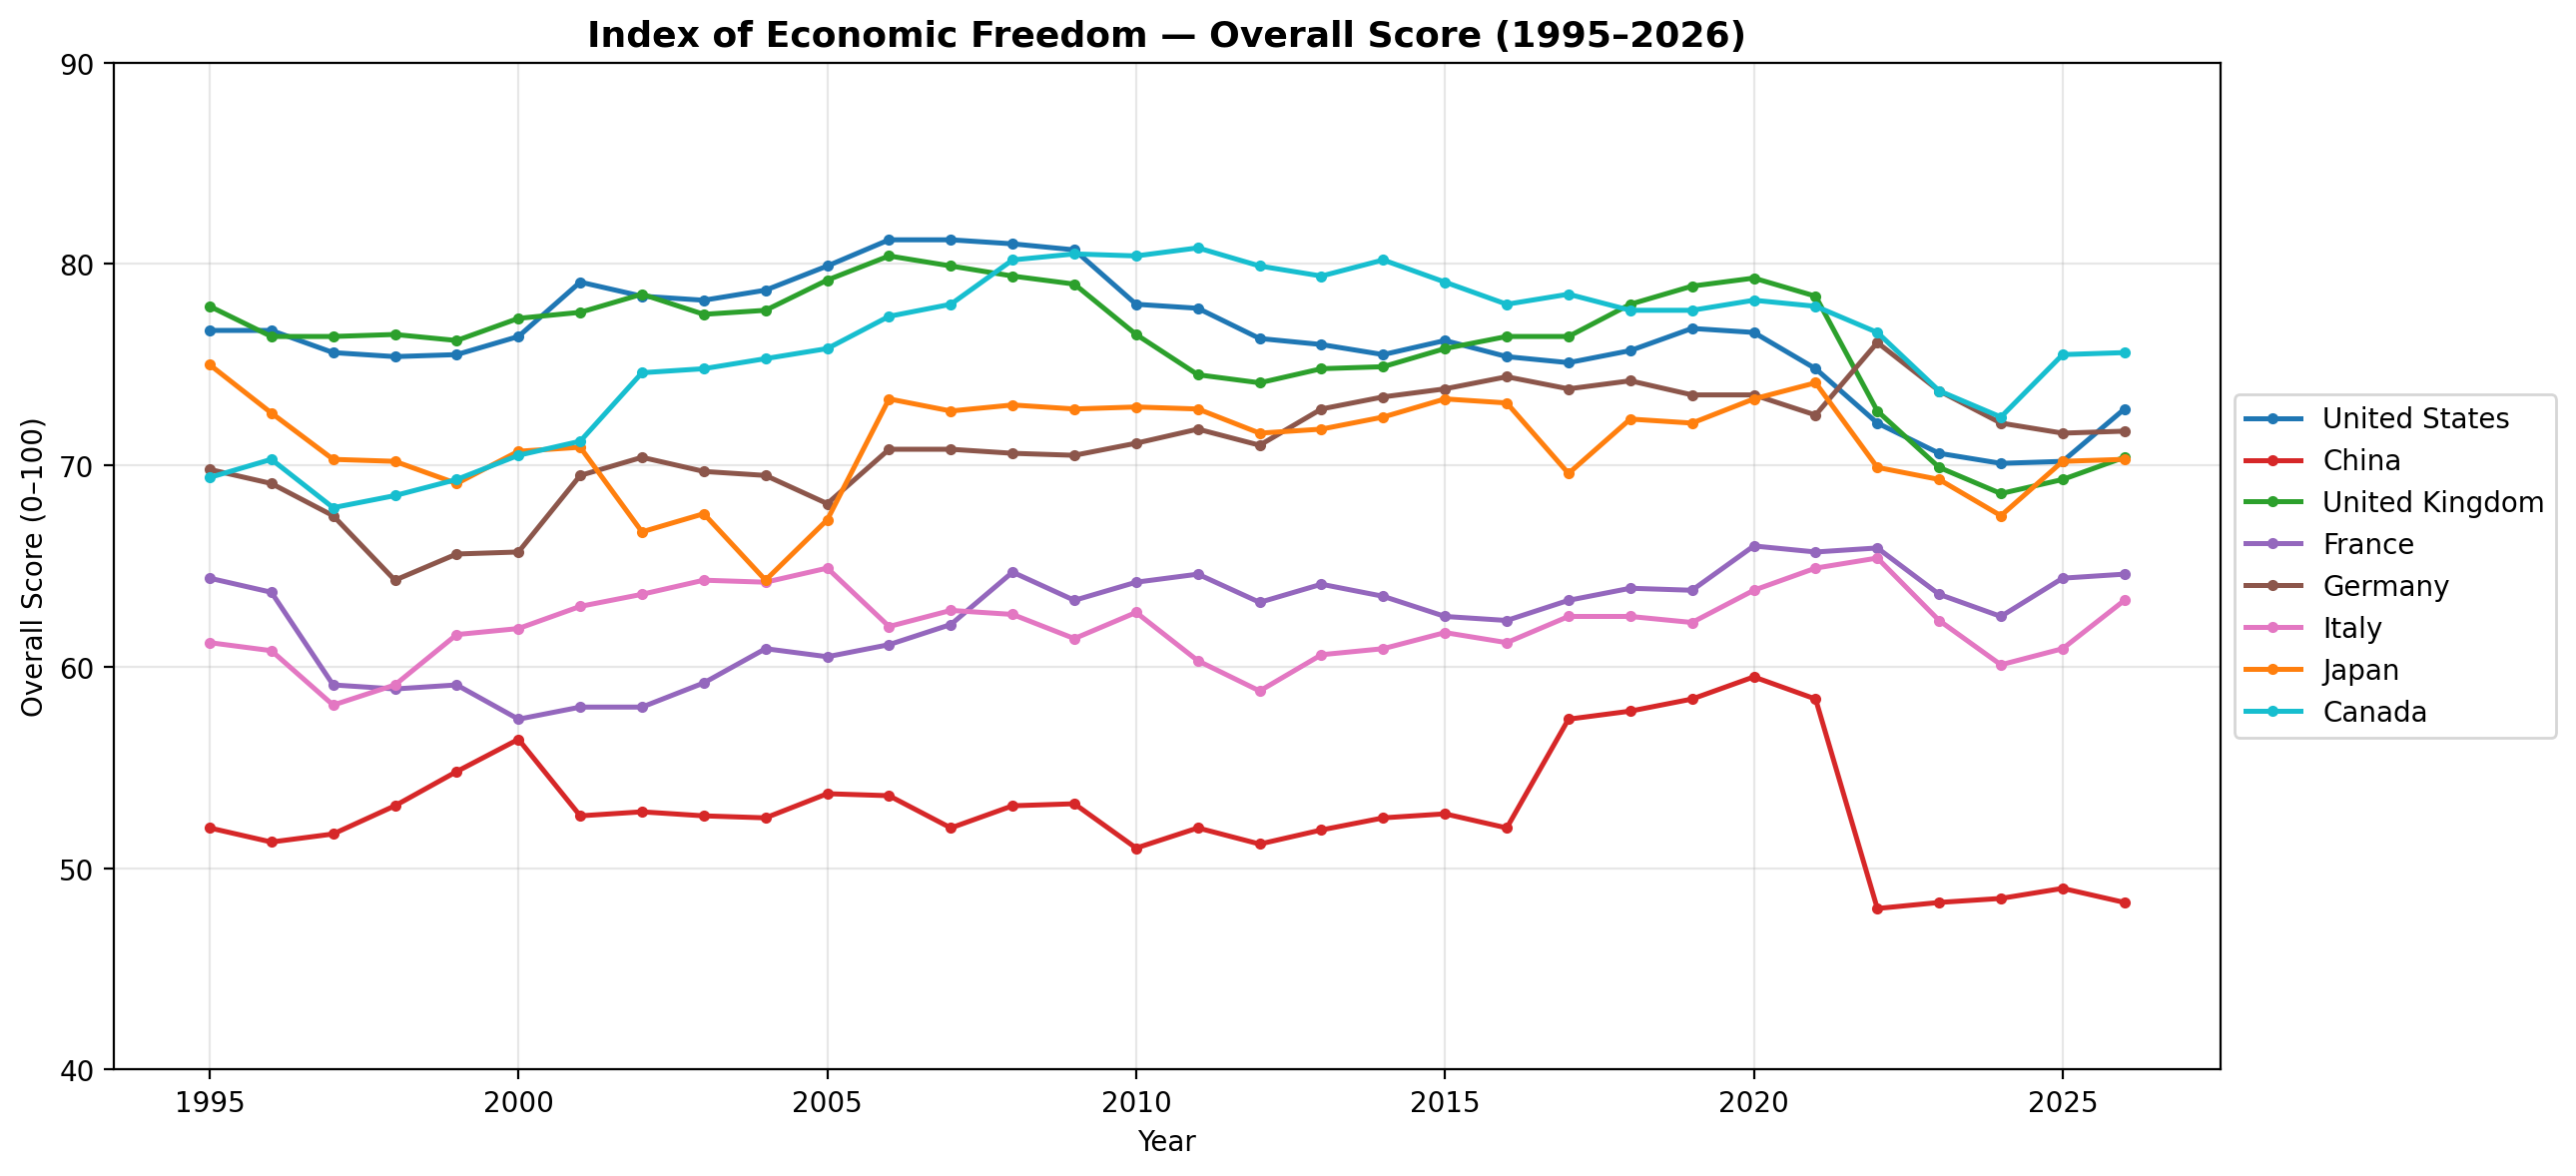 Index of Economic Freedom — Overall Score (1995–2026)
Overall Score (0–100)
90
80
70
60
50
40
1995 2000 2005 2010 2015 2020 2025
Year
United States
China
United Kingdom
France
Germany
Italy
Japan
Canada